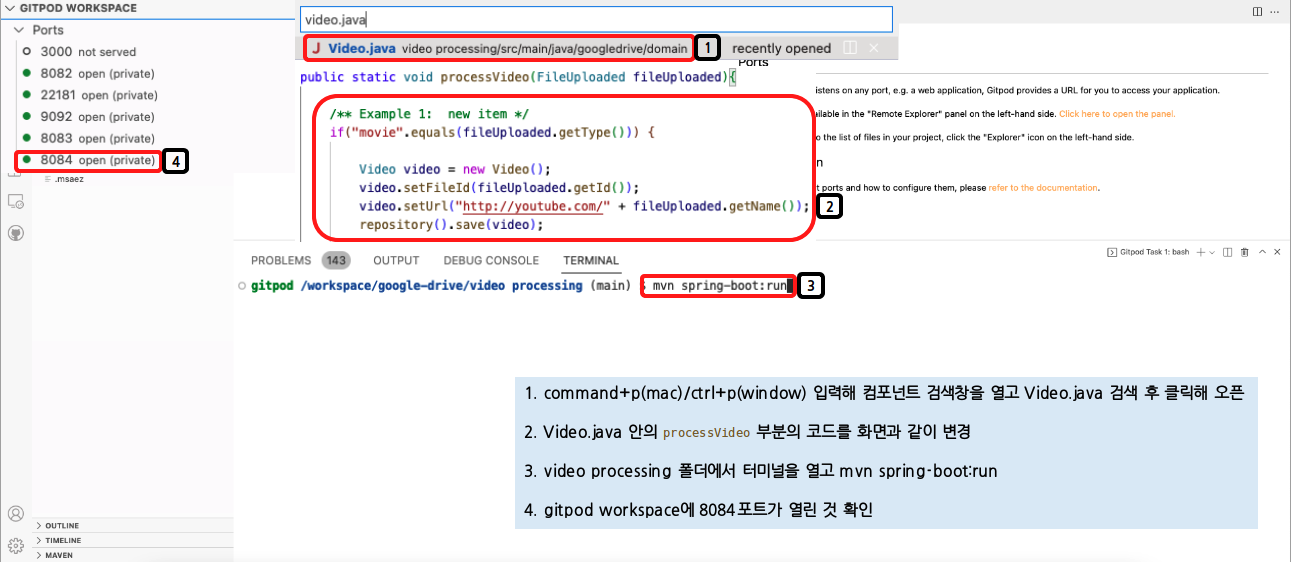 GITPOD WORKSPACE
Ports
3000 not served
8082 open (private)
22181 open (private)
9092 open (private)
8083 open (private)
8084 open (private)
4
.msaez
OUTLINE
TIMELINE
MAVEN
video.java
J Video.java video processing/src/main/java/googledrive/domain
1
recently opened
Ports
public static void processVideo(FileUploaded fileUploaded){
/** Example 1:  new item */
if("movie".equals(fileUploaded.getType())) {
Video video = new Video();
video.setFileId(fileUploaded.getId());
video.setUrl("http://youtube.com/" + fileUploaded.getName());
repository().save(video);
2
listens on any port, e.g. a web application, Gitpod provides a URL for you to access your application.
ilable in the "Remote Explorer" panel on the left-hand side. Click here to open the panel.
o the list of files in your project, click the "Explorer" icon on the left-hand side.
n
t ports and how to configure them, please refer to the documentation.
PROBLEMS 143 OUTPUT DEBUG CONSOLE TERMINAL
Gitpod Task 1: bash
gitpod /workspace/google-drive/video processing (main) $ mvn spring-boot:run
3
1. command+p(mac)/ctrl+p(window) 입력해 컴포넌트 검색창을 열고 Video.java 검색 후 클릭해 오픈
2. Video.java 안의 processVideo 부분의 코드를 화면과 같이 변경
3. video processing 폴더에서 터미널을 열고 mvn spring-boot:run
4. gitpod workspace에 8084포트가 열린 것 확인